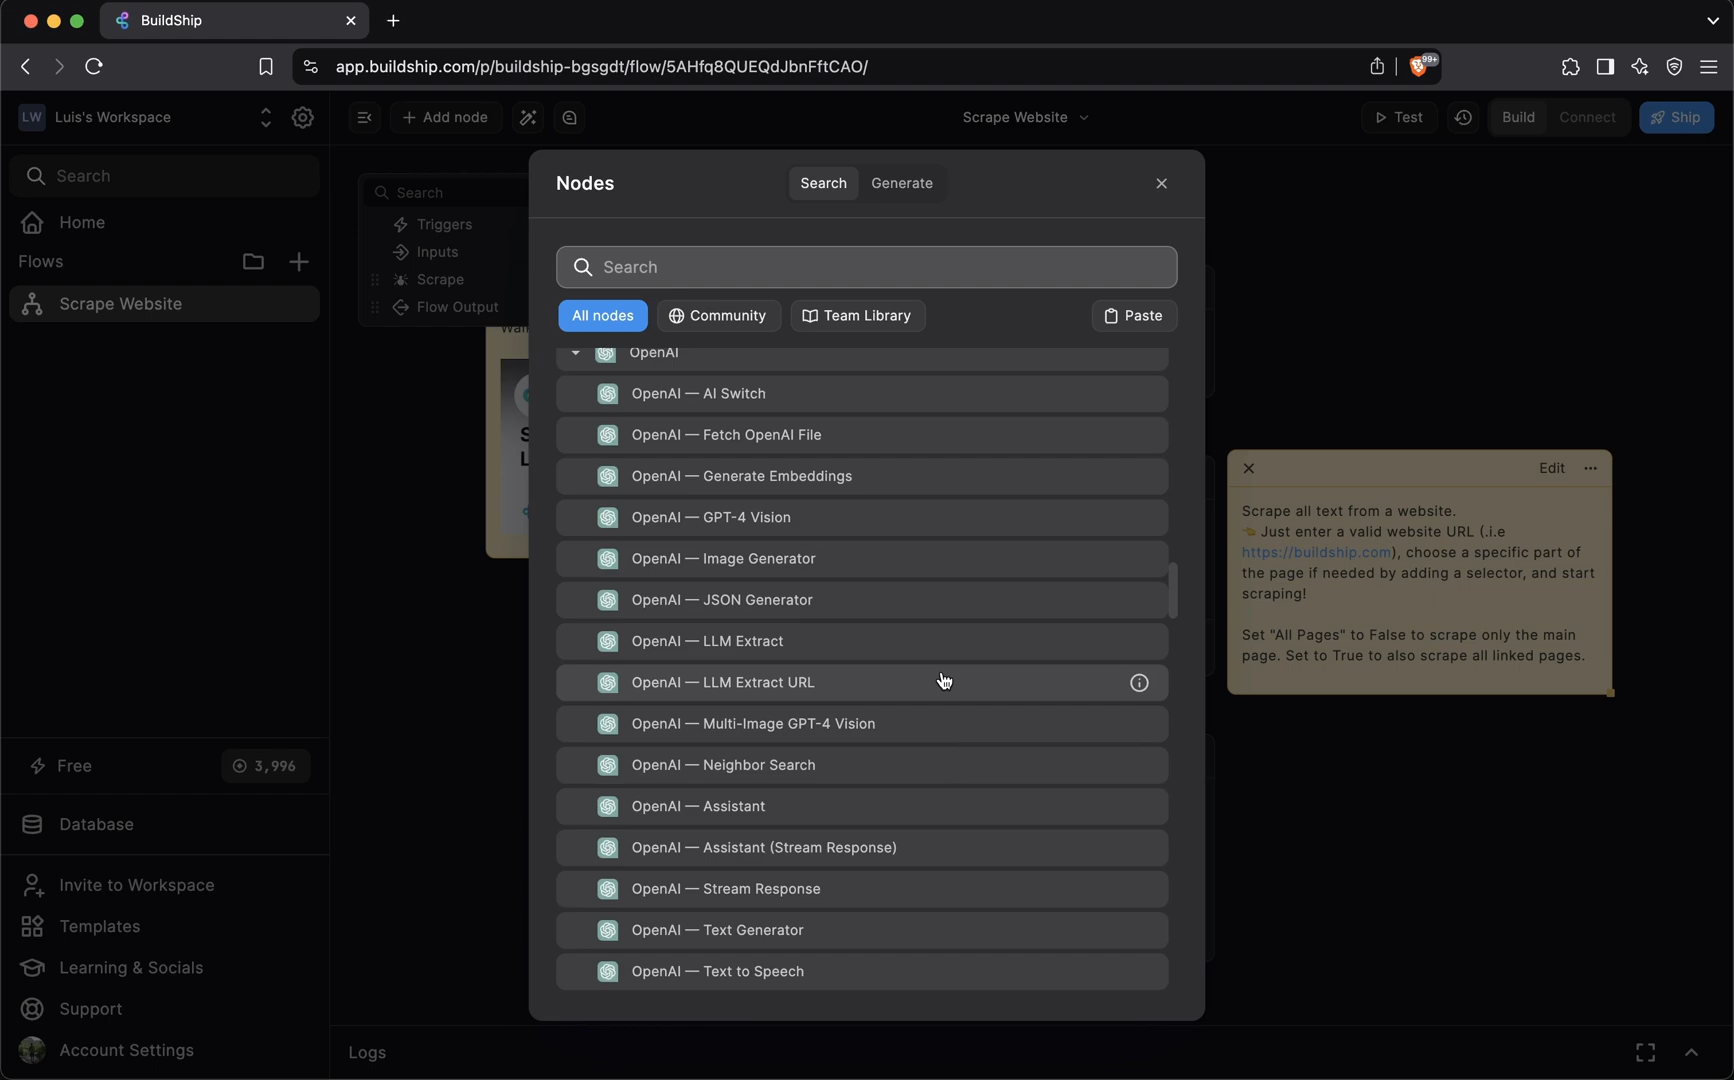 BuildShip
app.buildship.com/p/buildship-bgsgdt/flow/5AHfq8QUEQdJbnFftCAO/
99+
LW Luis's Workspace
Add node
Scrape Website
Test
Build
Connect
Ship
Search
Home
Flows
Scrape Website
Free
3,996
Database
Invite to Workspace
Templates
Learning & Socials
Support
Account Settings
Search
Triggers
Inputs
Scrape
Flow Output
Nodes
Search
Generate
Search
All nodes
Community
Team Library
Paste
OpenAI
OpenAI — AI Switch
OpenAI — Fetch OpenAI File
OpenAI — Generate Embeddings
OpenAI — GPT-4 Vision
OpenAI — Image Generator
OpenAI — JSON Generator
OpenAI — LLM Extract
OpenAI — LLM Extract URL
OpenAI — Multi-Image GPT-4 Vision
OpenAI — Neighbor Search
OpenAI — Assistant
OpenAI — Assistant (Stream Response)
OpenAI — Stream Response
OpenAI — Text Generator
OpenAI — Text to Speech
Edit
Scrape all text from a website.
👉 Just enter a valid website URL (.i.e
https://buildship.com), choose a specific part of
the page if needed by adding a selector, and start
scraping!
Set "All Pages" to False to scrape only the main
page. Set to True to also scrape all linked pages.
Logs